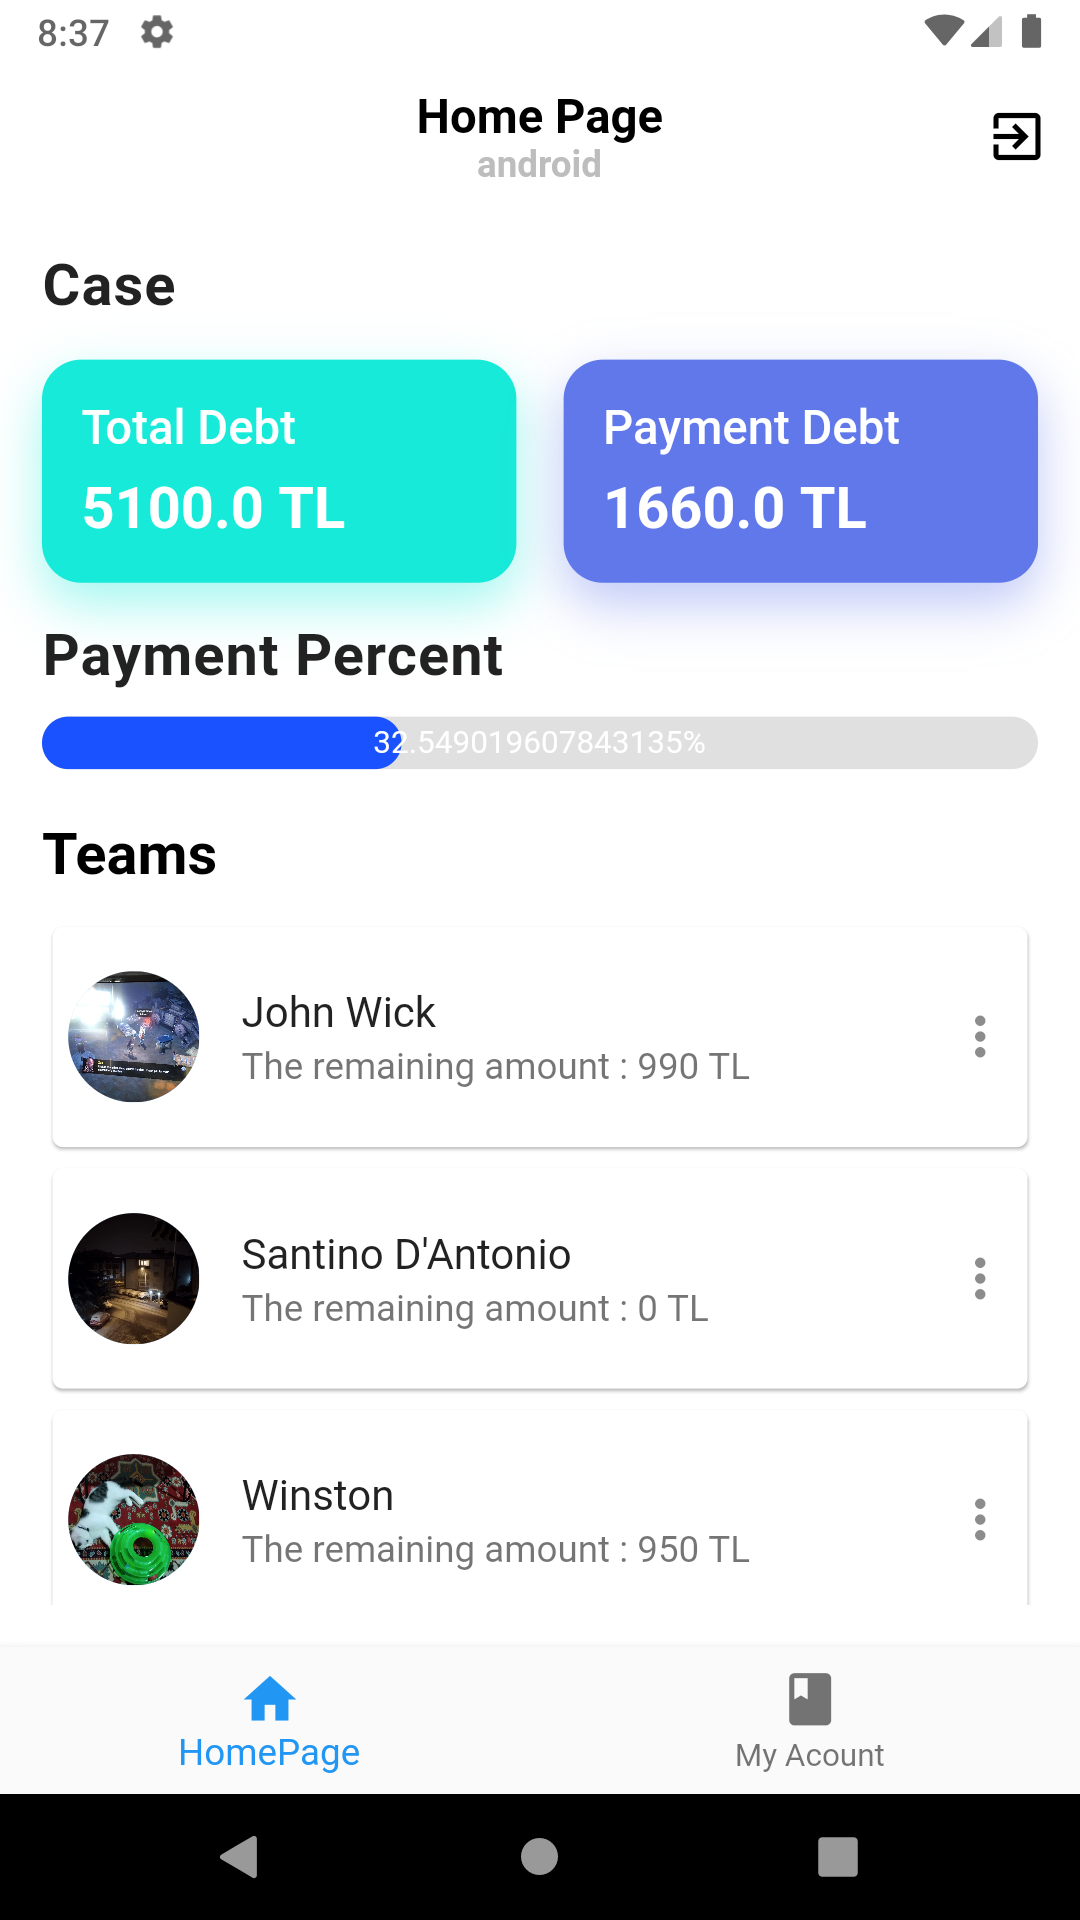 8:37
Home Page
android
Case
Total Debt
5100.0 TL
Payment Debt
1660.0 TL
Payment Percent
32.549019607843135%
Teams
John Wick
The remaining amount : 990 TL
Santino D'Antonio
The remaining amount : 0 TL
Winston
The remaining amount : 950 TL
HomePage
My Acount